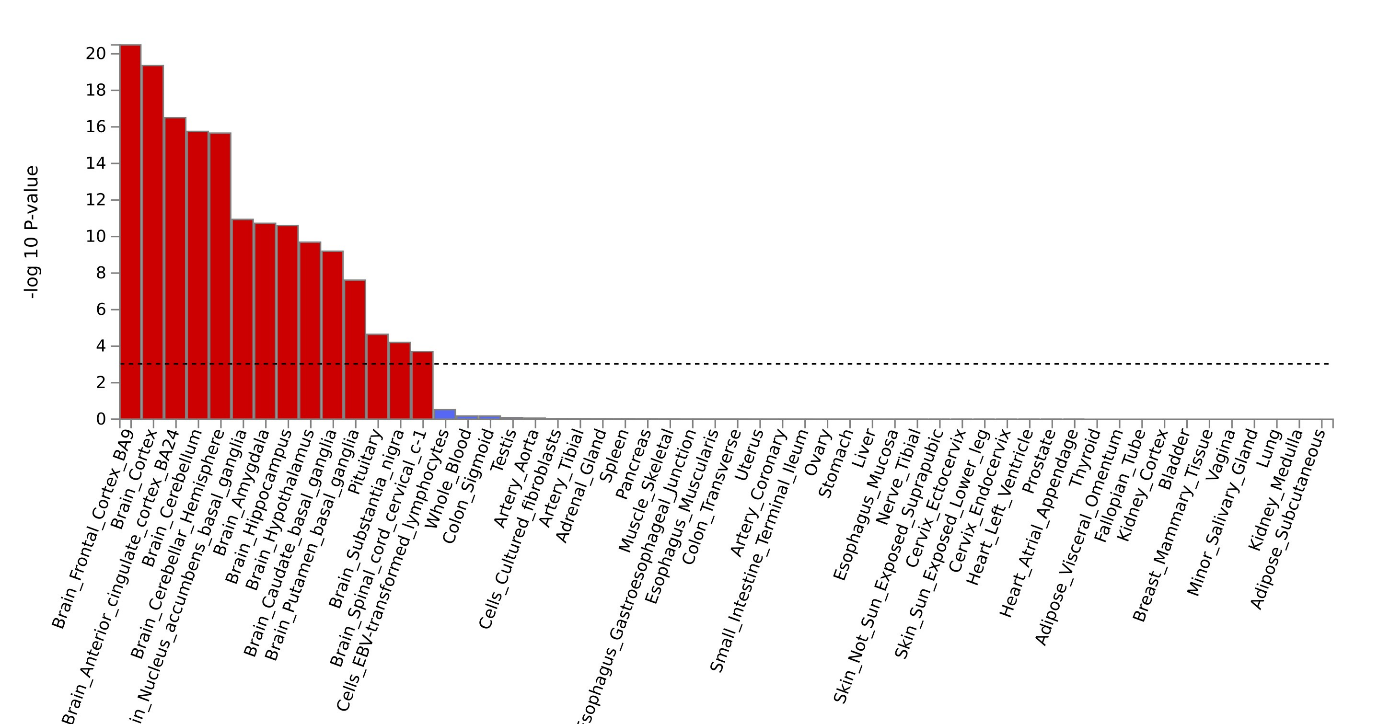 -log 10 P-value
20
18
16
14
12
10
8
6
4
2
0
Brain_Frontal_Cortex_BA9
Brain_Cortex
Brain_Anterior_cingulate_cortex_BA24
Brain_Cerebellum
Brain_Cerebellar_Hemisphere
in_Nucleus_accumbens_basal_ganglia
Brain_Amygdala
Brain_Hippocampus
Brain_Hypothalamus
Brain_Caudate_basal_ganglia
Brain_Putamen_basal_ganglia
Pituitary
Brain_Substantia_nigra
Brain_Spinal_cord_cervical_c-1
Cells_EBV-transformed_lymphocytes
Whole_Blood
Colon_Sigmoid
Testis
Artery_Aorta
Cells_Cultured_fibroblasts
Artery_Tibial
Adrenal_Gland
Spleen
Pancreas
Muscle_Skeletal
Esophagus_Gastroesophageal_Junction
Esophagus_Muscularis
Colon_Transverse
Uterus
Artery_Coronary
Small_Intestine_Terminal_Ileum
Ovary
Stomach
Liver
Esophagus_Mucosa
Nerve_Tibial
Skin_Not_Sun_Exposed_Suprapubic
Cervix_Ectocervix
Skin_Sun_Exposed_Lower_leg
Cervix_Endocervix
Heart_Left_Ventricle
Prostate
Heart_Atrial_Appendage
Thyroid
Adipose_Visceral_Omentum
Fallopian_Tube
Kidney_Cortex
Bladder
Breast_Mammary_Tissue
Vagina
Minor_Salivary_Gland
Lung
Kidney_Medulla
Adipose_Subcutaneous